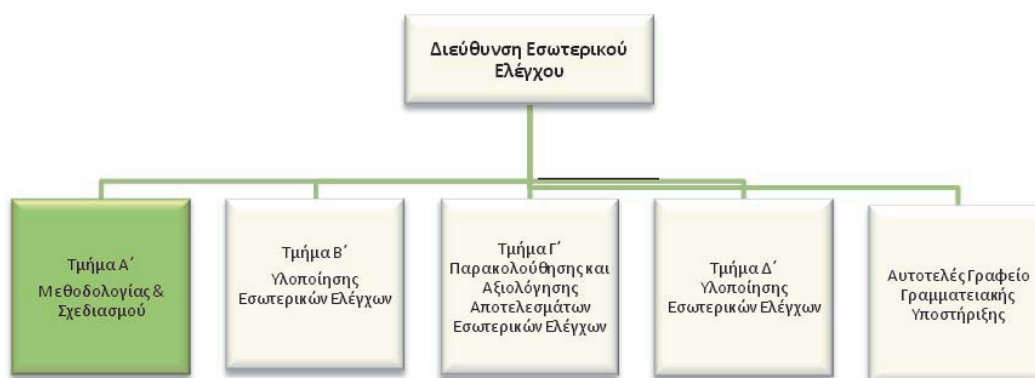 Διεύθυνση Εσωτερικού
Ελέγχου
Τμήμα Α΄
Μεθοδολογίας &
Σχεδιασμού
Τμήμα Β΄
Υλοποίησης
Εσωτερικών Ελέγχων
Τμήμα Γ΄
Παρακολούθησης και
Αξιολόγησης
Αποτελεσμάτων
Εσωτερικών Ελέγχων
Τμήμα Δ΄
Υλοποίησης
Εσωτερικών Ελέγχων
Αυτοτελές Γραφείο
Γραμματειακής
Υποστήριξης